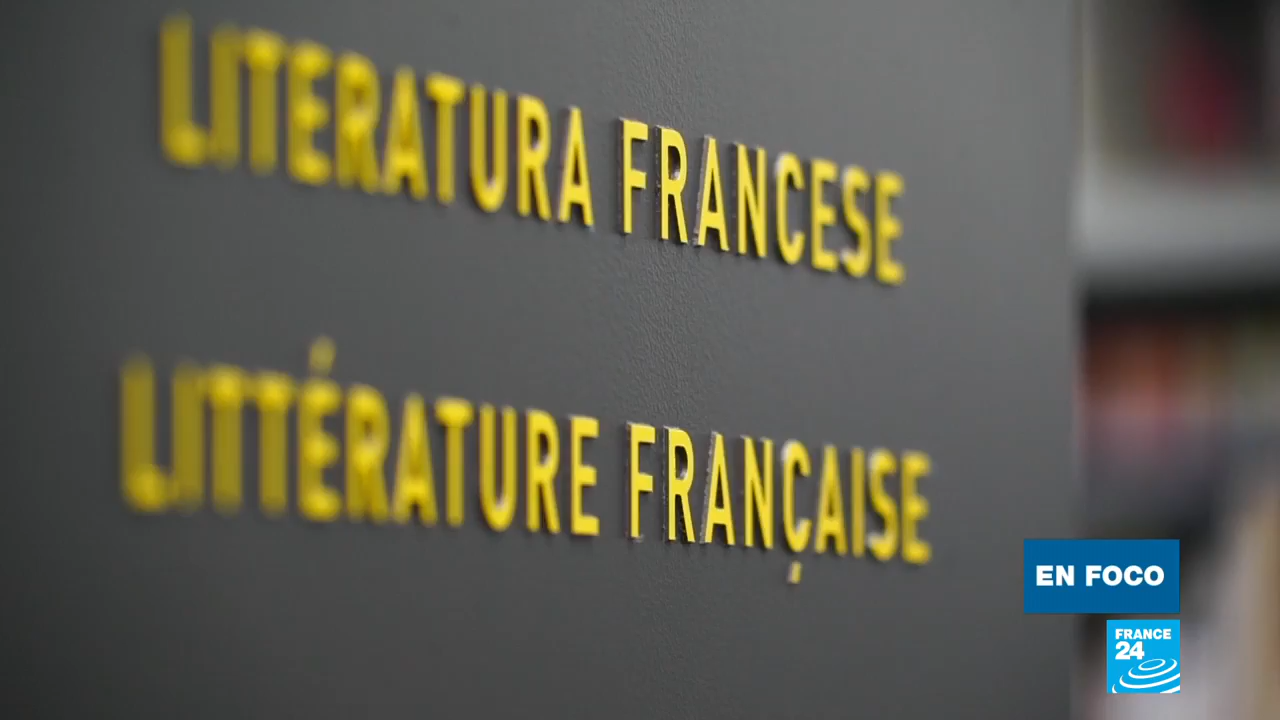 LITERATURA FRANCESE
LITTÉRATURE FRANÇAISE
EN FOCO
FRANCE
24